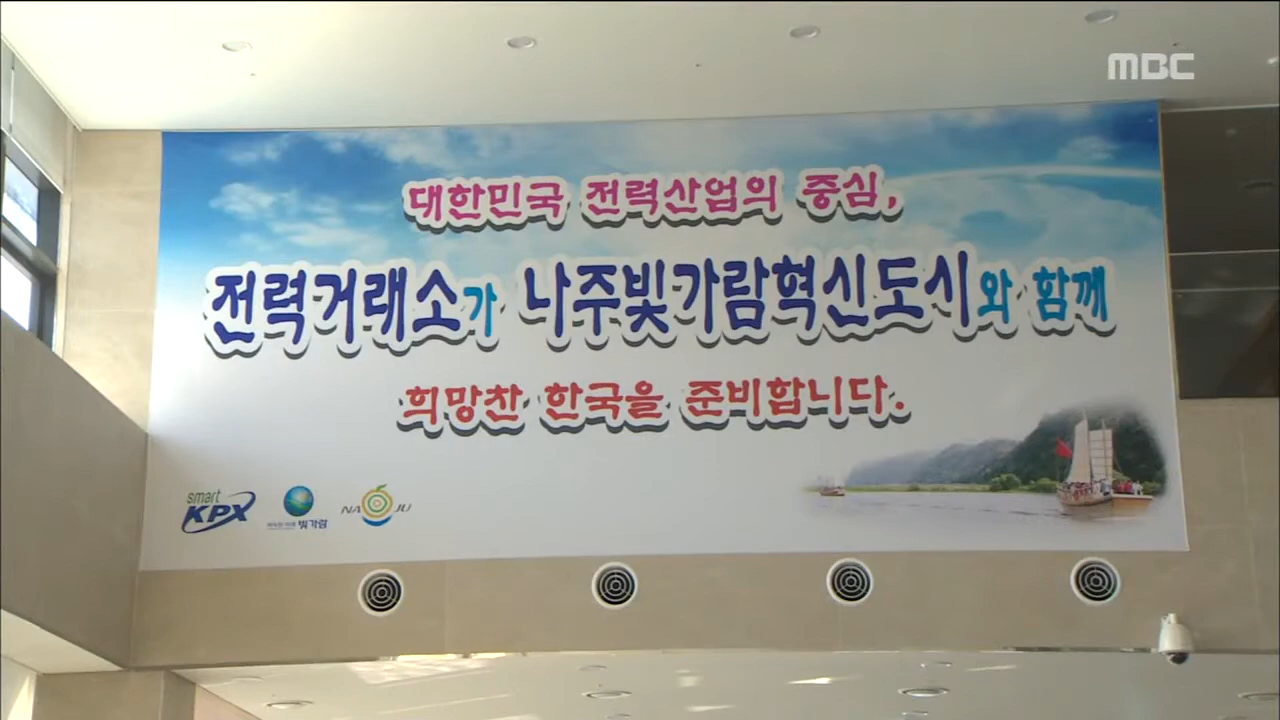 MBC
대한민국 전력산업의 중심,
전력거래소가 나주빛가람혁신도시와 함께
희망찬 한국을 준비합니다.
smart
KPX
빛가람
NA JU